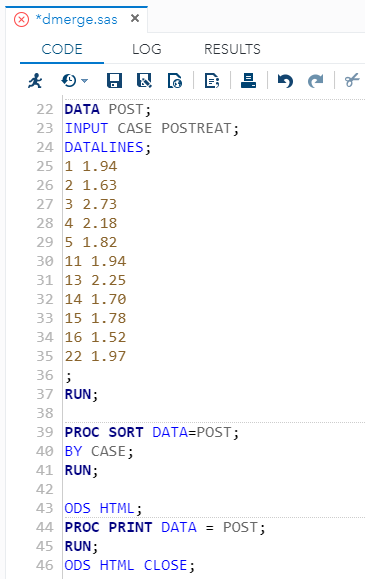 *dmerge.sas ×
CODE LOG RESULTS
22 DATA POST;
23 INPUT CASE POSTREAT;
24 DATALINES;
25 1 1.94
26 2 1.63
27 3 2.73
28 4 2.18
29 5 1.82
30 11 1.94
31 13 2.25
32 14 1.70
33 15 1.78
34 16 1.52
35 22 1.97
36 ;
37 RUN;
38
39 PROC SORT DATA=POST;
40 BY CASE;
41 RUN;
42
43 ODS HTML;
44 PROC PRINT DATA = POST;
45 RUN;
46 ODS HTML CLOSE;